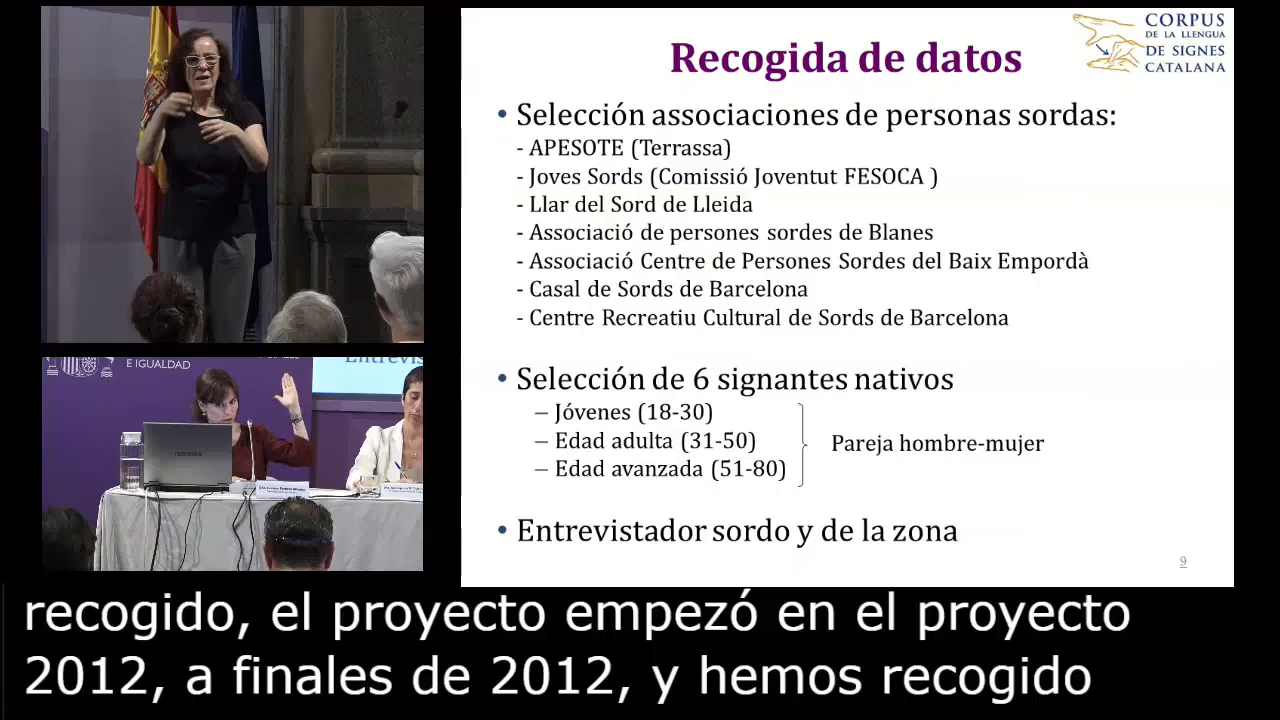 Recogida de datos
CORPUS
DE LA LLENGUA
DE SIGNES
CATALANA
• Selección associaciones de personas sordas:
- APESOTE (Terrassa)
- Joves Sords (Comissió Joventut FESOCA )
- Llar del Sord de Lleida
- Associació de persones sordes de Blanes
- Associació Centre de Persones Sordes del Baix Empordà
- Casal de Sords de Barcelona
- Centre Recreatiu Cultural de Sords de Barcelona
• Selección de 6 signantes nativos
– Jóvenes (18-30)
– Edad adulta (31-50)
– Edad avanzada (51-80)
Pareja hombre-mujer
• Entrevistador sordo y de la zona
9
E IGUALDAD
Entrevis
recogido, el proyecto empezó en el proyecto
2012, a finales de 2012, y hemos recogido